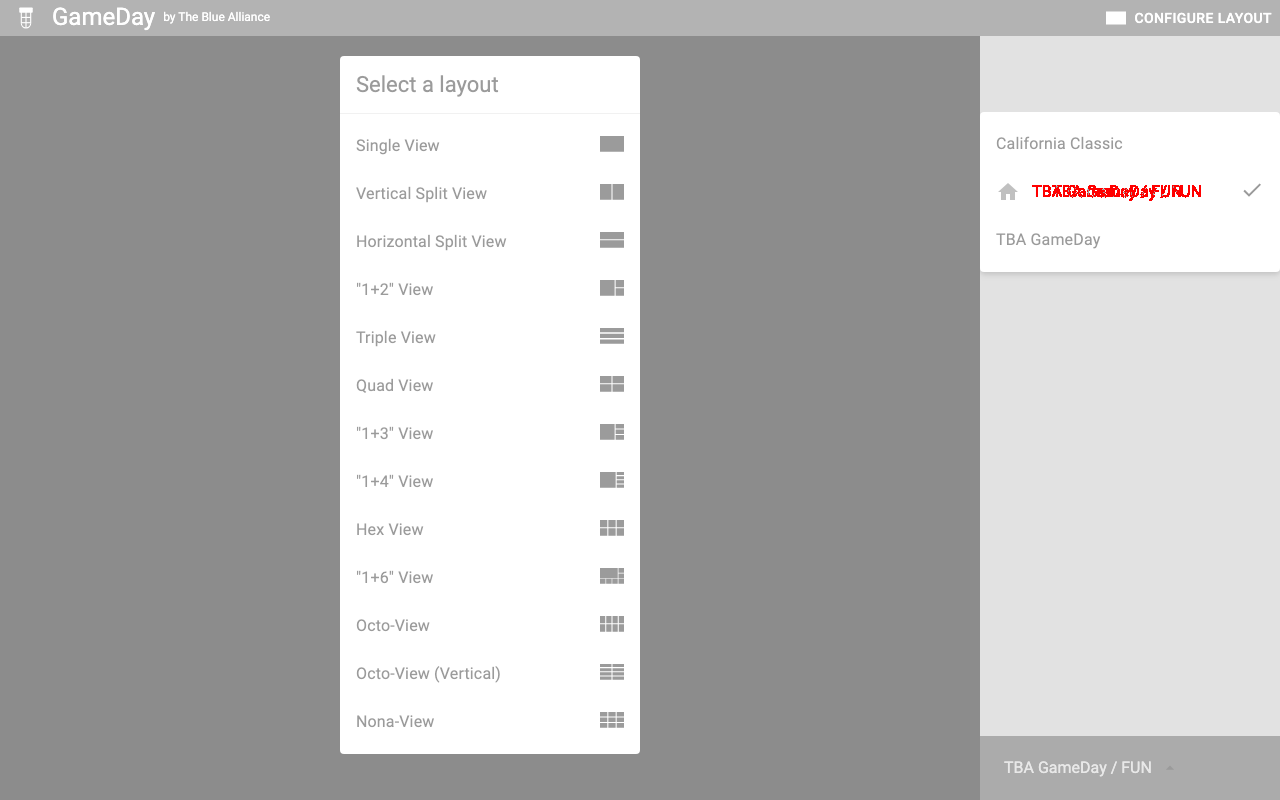 GameDay by The Blue Alliance
CONFIGURE LAYOUT
Select a layout
Single View
Vertical Split View
Horizontal Split View
"1+2" View
Triple View
Quad View
"1+3" View
"1+4" View
Hex View
"1+6" View
Octo-View
Octo-View (Vertical)
Nona-View
California Classic
TBA GameDay
TBA GameDay / FUN